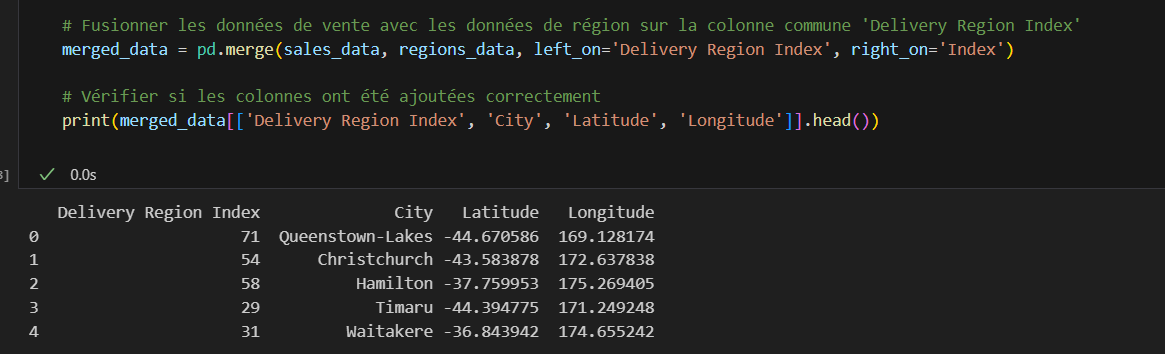 # Fusionner les données de vente avec les données de région sur la colonne commune 'Delivery Region Index'
merged_data = pd.merge(sales_data, regions_data, left_on='Delivery Region Index', right_on='Index')
# Vérifier si les colonnes ont été ajoutées correctement
print(merged_data[['Delivery Region Index', 'City', 'Latitude', 'Longitude']].head())
] 0.0s
Delivery Region Index City Latitude Longitude
0 71 Queenstown-Lakes -44.670586 169.128174
1 54 Christchurch -43.583878 172.637838
2 58 Hamilton -37.759953 175.269405
3 29 Timaru -44.394775 171.249248
4 31 Waitakere -36.843942 174.655242